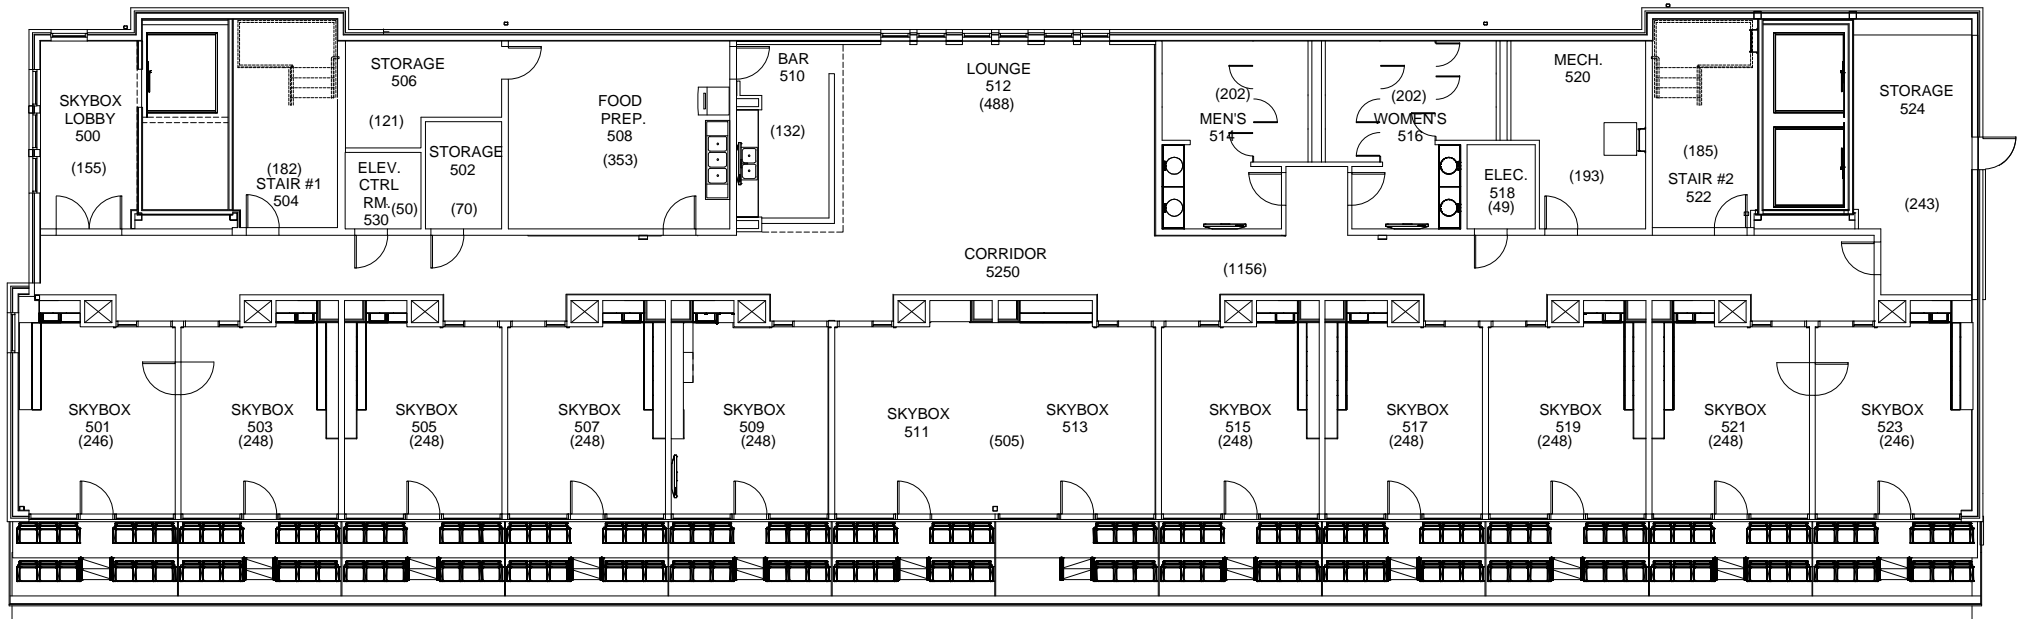 SKYBOX
LOBBY
500
(155)
(182)
STAIR #1
504
STORAGE
506
(121)
ELEV.
CTRL
RM.
530
(50)
STORAGE
502
(70)
FOOD
PREP.
508
(353)
BAR
510
(132)
LOUNGE
512
(488)
(202)
MEN'S
514
(202)
WOMEN'S
516
ELEC.
518
(49)
MECH.
520
(193)
(185)
STAIR #2
522
STORAGE
524
(243)
CORRIDOR
5250
(1156)
SKYBOX
501
(246)
SKYBOX
503
(248)
SKYBOX
505
(248)
SKYBOX
507
(248)
SKYBOX
509
(248)
SKYBOX
511
(505)
SKYBOX
513
SKYBOX
515
(248)
SKYBOX
517
(248)
SKYBOX
519
(248)
SKYBOX
521
(248)
SKYBOX
523
(246)